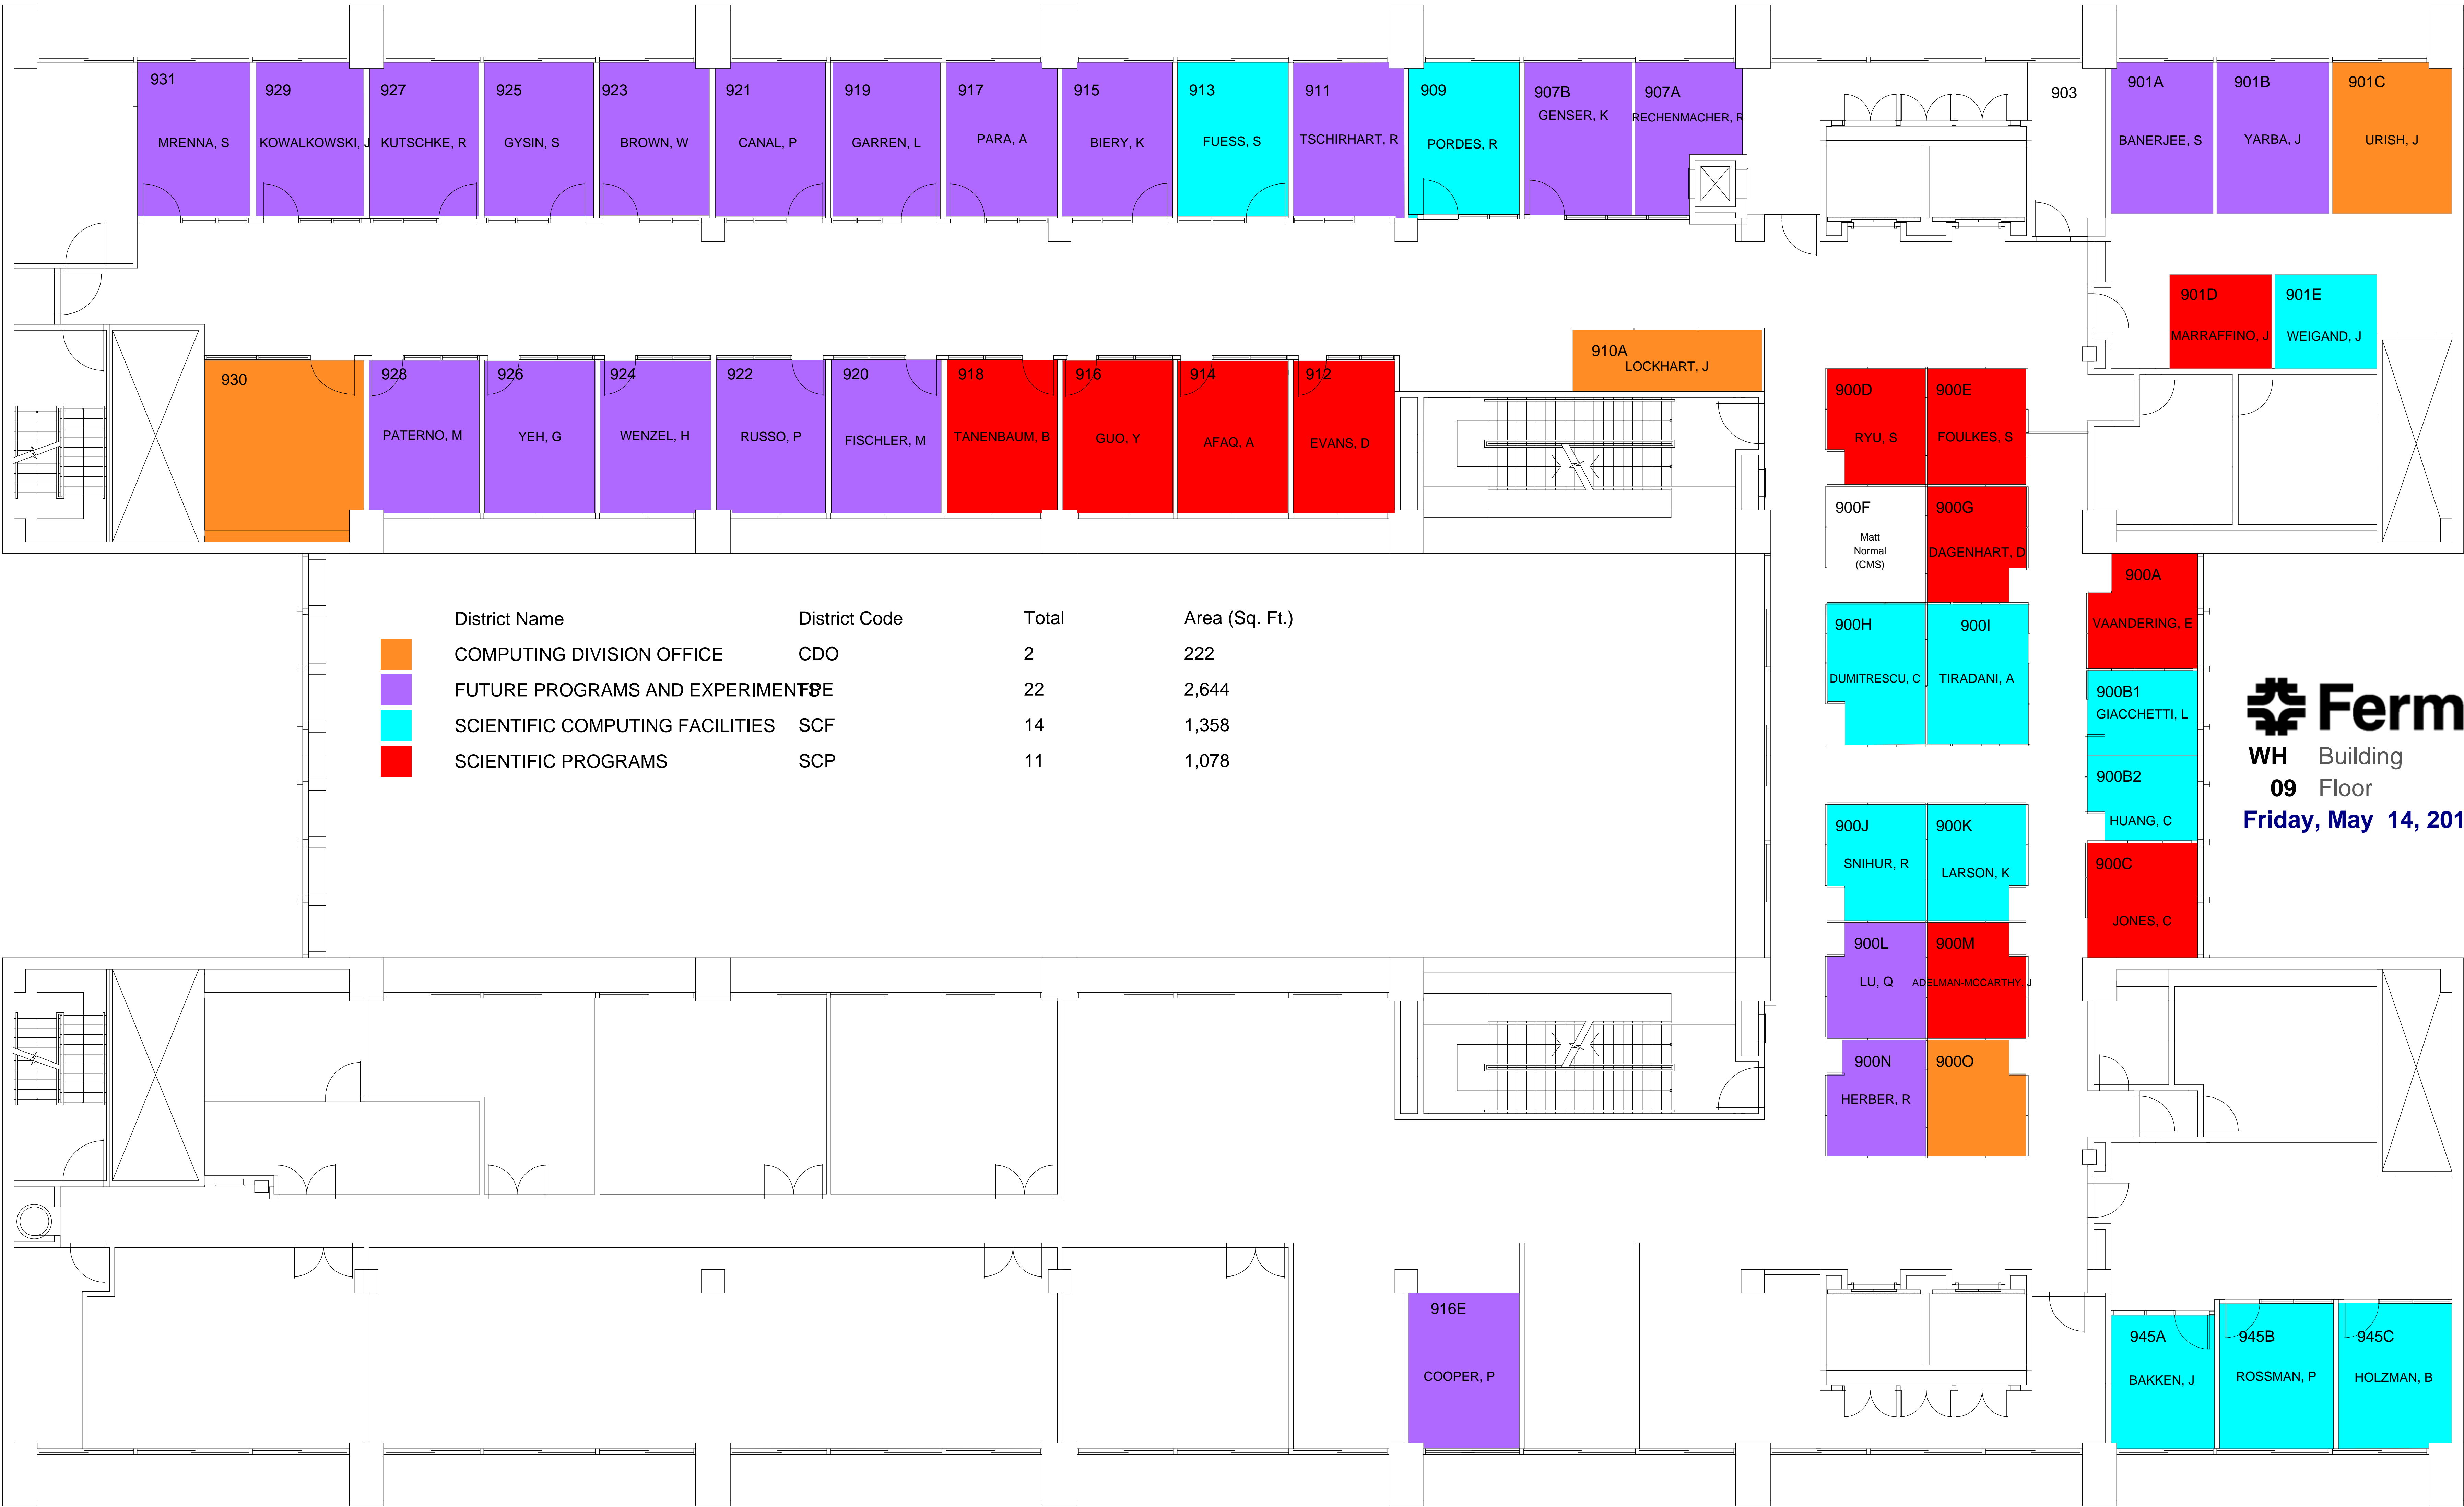 931
MRENNA, S
929
KOWALKOWSKI, J
927
KUTSCHKE, R
925
GYSIN, S
923
BROWN, W
921
CANAL, P
919
GARREN, L
917
PARA, A
915
BIERY, K
913
FUESS, S
911
TSCHIRHART, R
909
PORDES, R
907B
GENSER, K
907A
RECHENMACHER, R
903
901A
BANERJEE, S
901B
YARBA, J
901C
URISH, J
901D
MARRAFFINO, J
901E
WEIGAND, J
930
928
PATERNO, M
926
YEH, G
924
WENZEL, H
922
RUSSO, P
920
FISCHLER, M
918
TANENBAUM, B
916
GUO, Y
914
AFAQ, A
912
EVANS, D
910A
LOCKHART, J
900D
RYU, S
900E
FOULKES, S
900F
Matt
Normal
(CMS)
900G
DAGENHART, D
900H
DUMITRESCU, C
900I
TIRADANI, A
900A
VAANDERING, E
900B1
GIACCHETTI, L
900B2
HUANG, C
900C
JONES, C
District Name District Code Total Area (Sq. Ft.)
COMPUTING DIVISION OFFICE CDO 2 222
FUTURE PROGRAMS AND EXPERIMENTS FPE 22 2,644
SCIENTIFIC COMPUTING FACILITIES SCF 14 1,358
SCIENTIFIC PROGRAMS SCP 11 1,078
Ferm
WH Building
09 Floor
Friday, May 14, 201
900J
SNIHUR, R
900K
LARSON, K
900L
LU, Q
900M
ADELMAN-MCCARTHY, J
900N
HERBER, R
900O
916E
COOPER, P
945A
BAKKEN, J
945B
ROSSMAN, P
945C
HOLZMAN, B